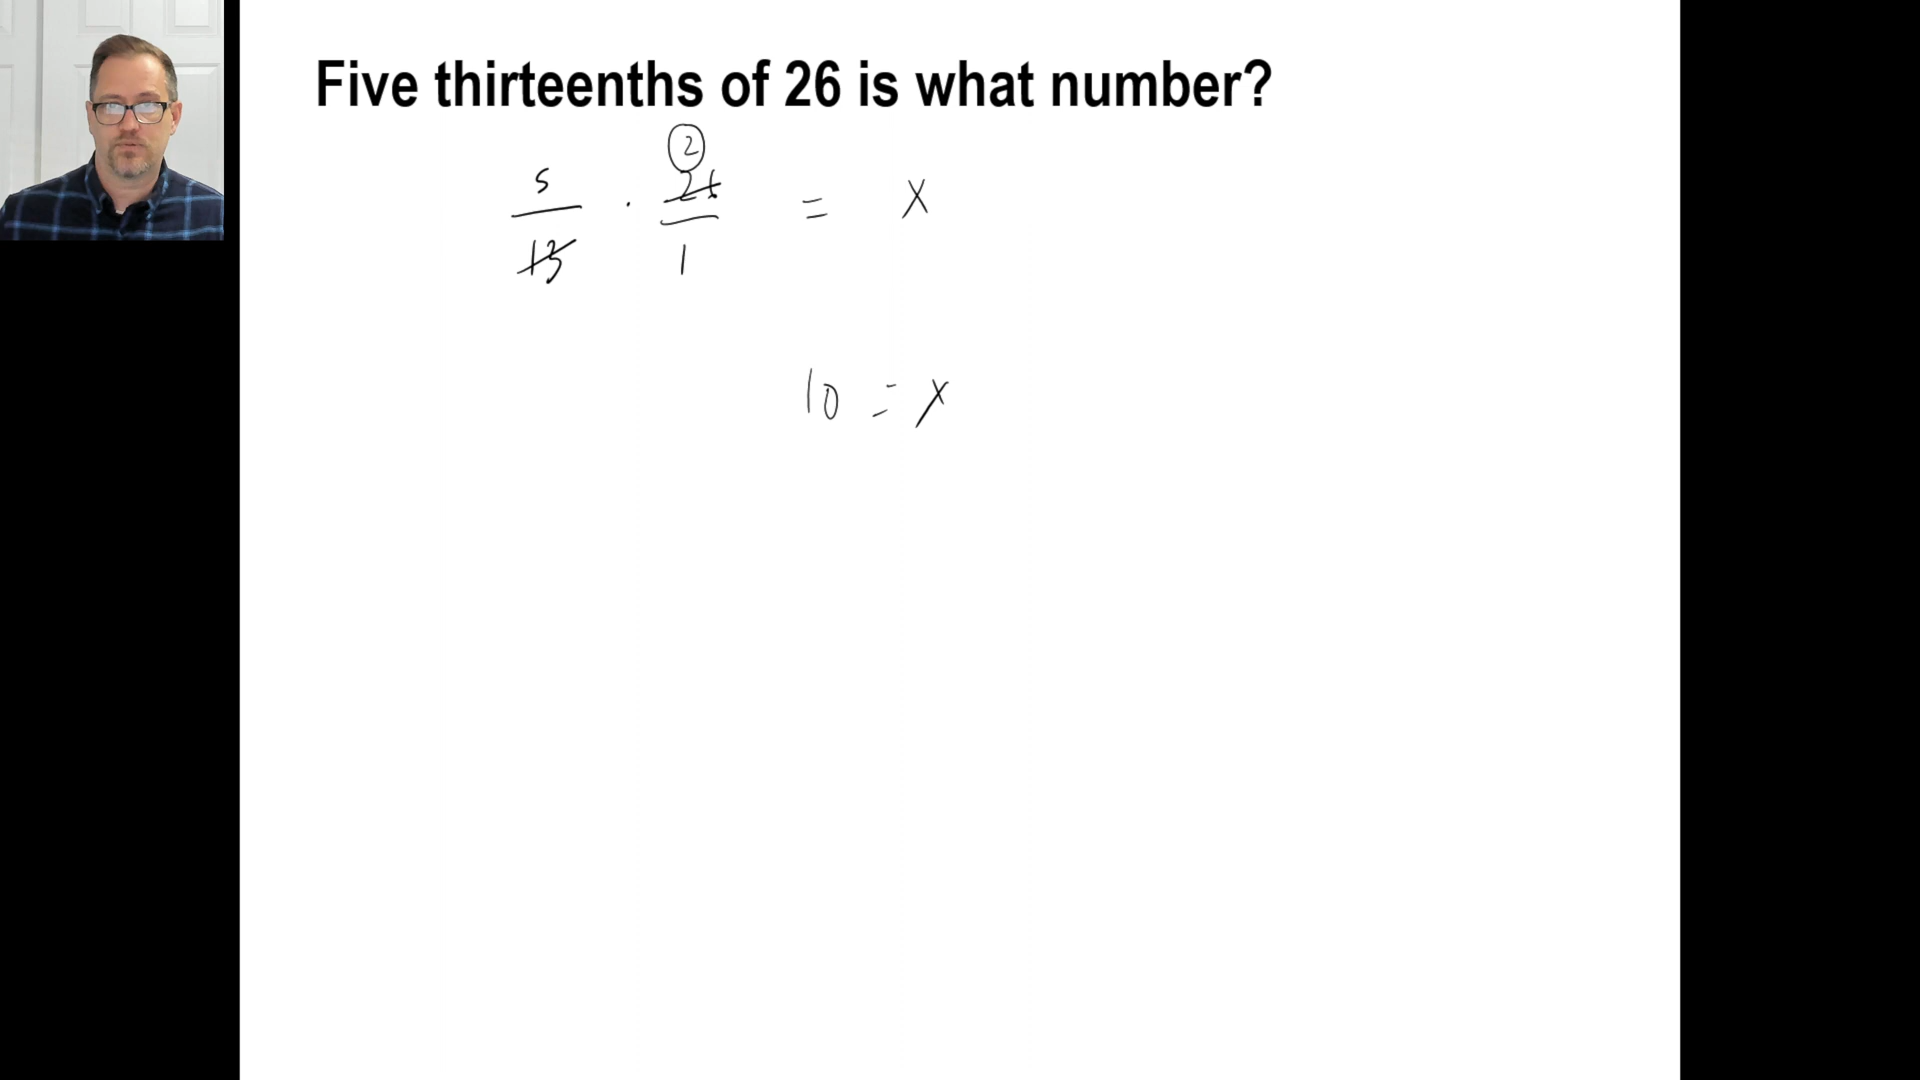 Five thirteenths of 26 is what number?
2
5/13 · 26/1 = x
10 = x